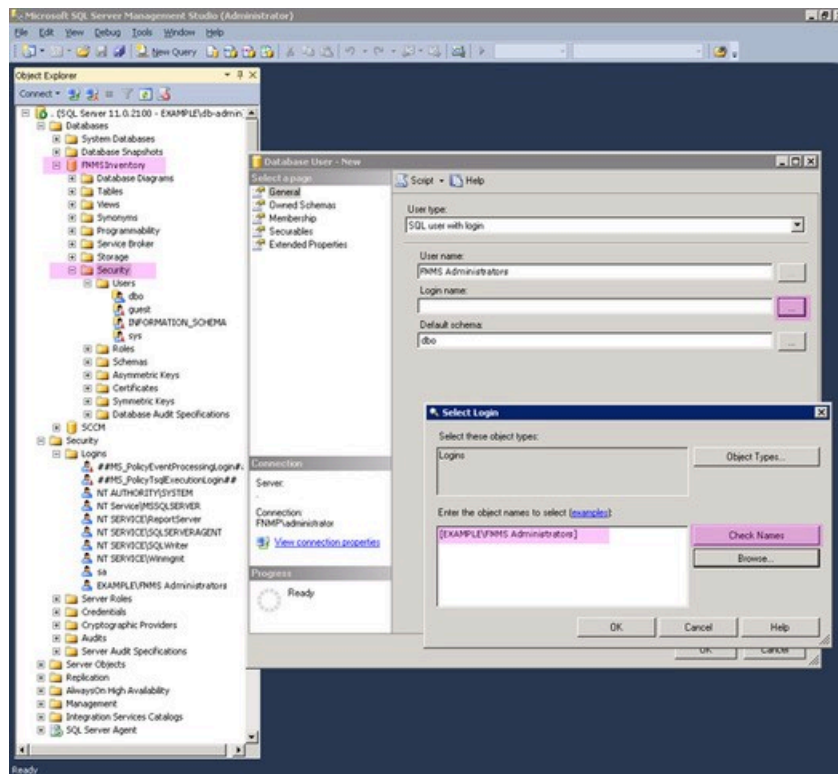 Microsoft SQL Server Management Studio (Administrator)
File Edit View Debug Tools Window Help
New Query
Object Explorer
Connect
. (SQL Server 11.0.2100 - EXAMPLE\db-admin
Databases
System Databases
Database Snapshots
FNMSInventory
Database Diagrams
Tables
Views
Synonyms
Programmability
Service Broker
Storage
Security
Users
dbo
guest
INFORMATION_SCHEMA
sys
Roles
Schemas
Asymmetric Keys
Certificates
Symmetric Keys
Database Audit Specifications
SCCM
Security
Logins
##MS_PolicyEventProcessingLogin#
##MS_PolicyTsqlExecutionLogin##
NT AUTHORITY\SYSTEM
NT Service\MSSQLSERVER
NT SERVICE\ReportServer
NT SERVICE\SQLSERVERAGENT
NT SERVICE\SQLWriter
NT SERVICE\Winmgmt
sa
EXAMPLE\FNMS Administrators
Server Roles
Credentials
Cryptographic Providers
Audits
Server Audit Specifications
Server Objects
Replication
AlwaysOn High Availability
Management
Integration Services Catalogs
SQL Server Agent
Ready
Database User - New
Select a page
General
Owned Schemas
Membership
Securables
Extended Properties
Connection
Server:
.
Connection:
FNMP\administrator
View connection properties
Progress
Ready
Script Help
User type:
SQL user with login
User name:
FNMS Administrators
...
Login name:
...
Default schema:
dbo
...
OK Cancel
Select Login
Select these object types:
Logins
Object Types...
Enter the object names to select (examples):
[EXAMPLE\FNMS Administrators]
Check Names
Browse...
OK Cancel Help